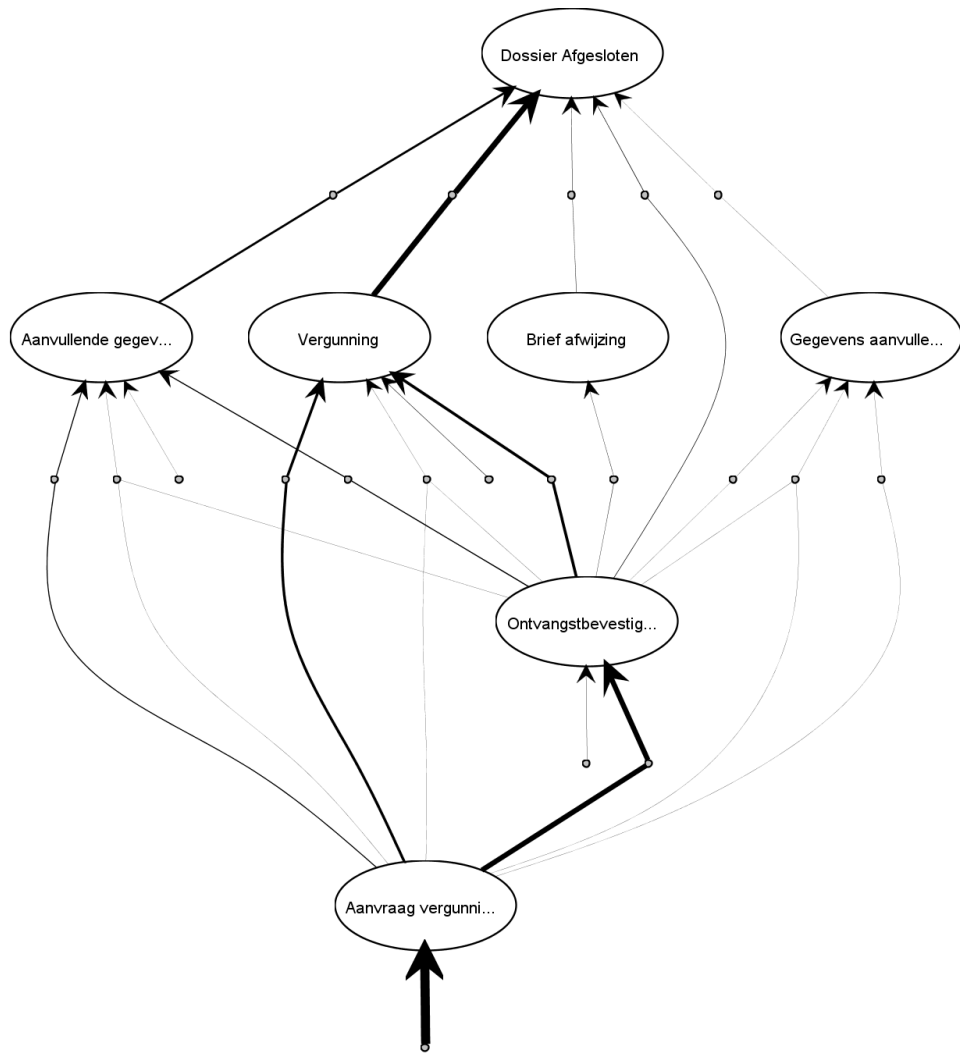 Dossier Afgesloten
Aanvullende gegev...
Vergunning
Brief afwijzing
Gegevens aanvulle...
Ontvangstbevestig...
Aanvraag vergunni...